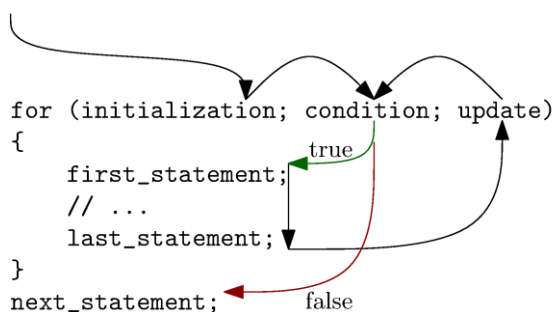 for (initialization; condition; update)
{
true
first_statement;
// ...
last_statement;
}
next_statement;
false